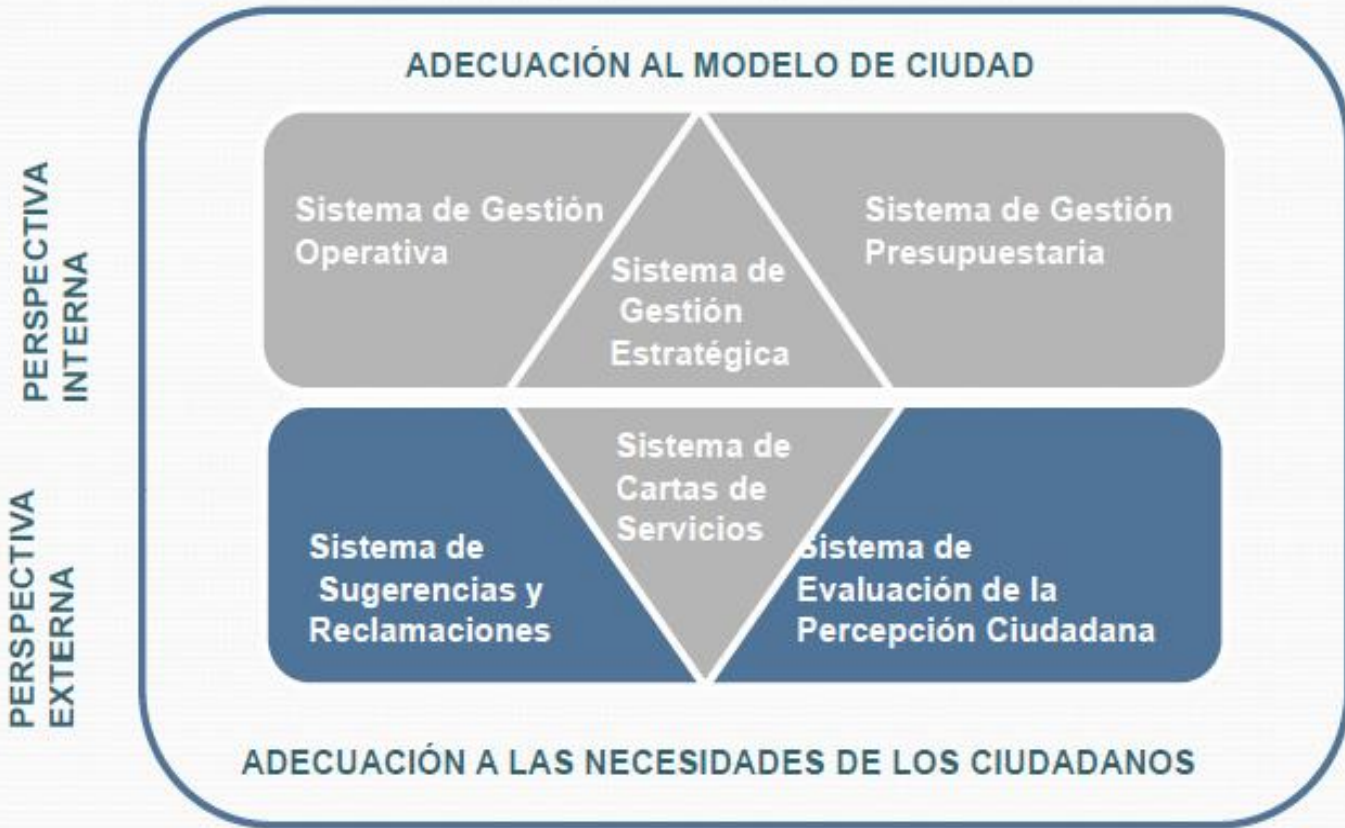 ADECUACIÓN AL MODELO DE CIUDAD
PERSPECTIVA
INTERNA
Sistema de Gestión
Operativa
Sistema de
Gestión
Estratégica
Sistema de Gestión
Presupuestaria
PERSPECTIVA
EXTERNA
Sistema de
Sugerencias y
Reclamaciones
Sistema de
Cartas de
Servicios
Sistema de
Evaluación de la
Percepción Ciudadana
ADECUACIÓN A LAS NECESIDADES DE LOS CIUDADANOS